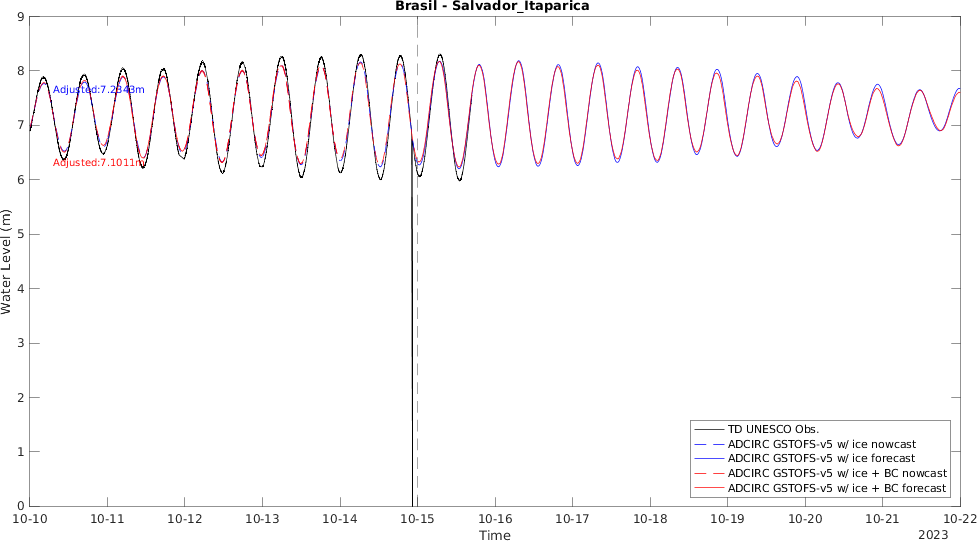 Brasil - Salvador_Itaparica
9
8
7
6
5
4
3
2
1
0
Water Level (m)
Adjusted:7.2343m
Adjusted:7.1011m
TD UNESCO Obs.
ADCIRC GSTOFS-v5 w/ ice nowcast
ADCIRC GSTOFS-v5 w/ ice forecast
ADCIRC GSTOFS-v5 w/ ice + BC nowcast
ADCIRC GSTOFS-v5 w/ ice + BC forecast
10-10 10-11 10-12 10-13 10-14 10-15 10-16 10-17 10-18 10-19 10-20 10-21 10-22
Time
2023